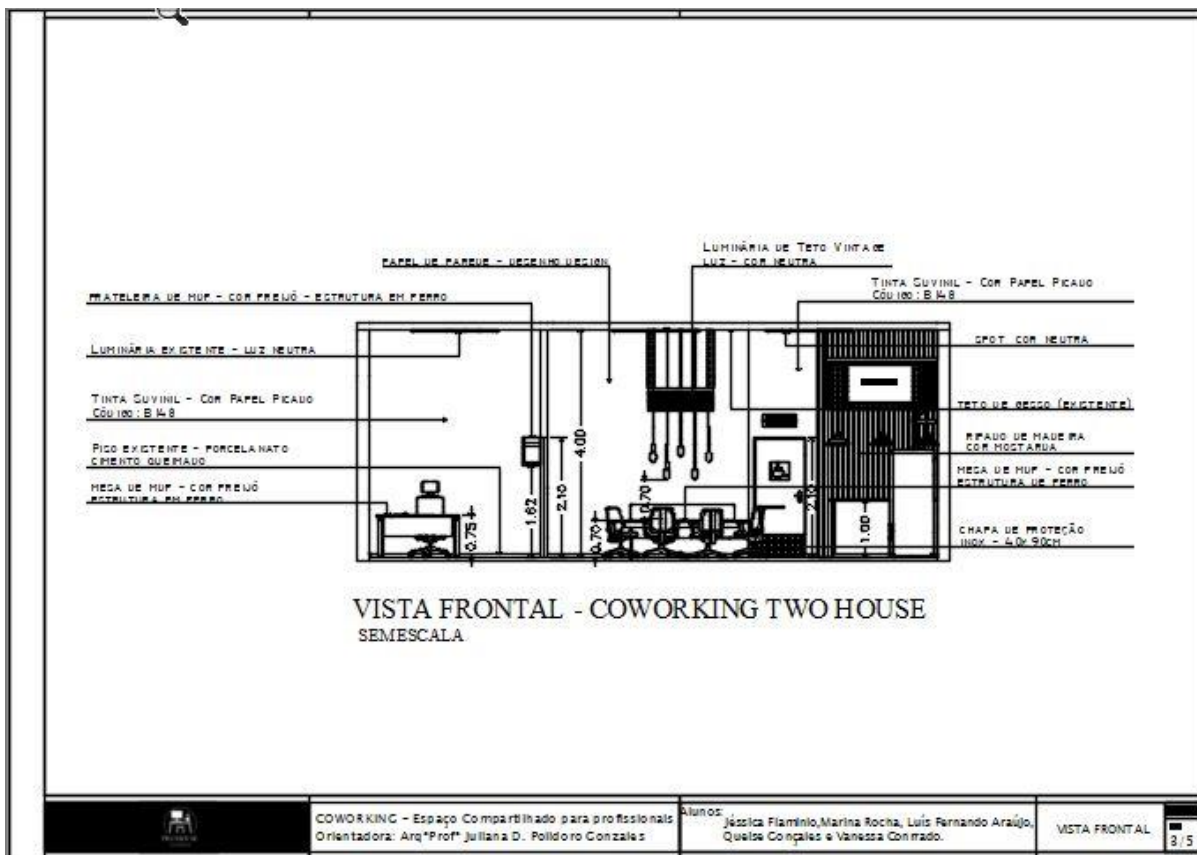 LUMINÁRIA DE TETO VINTAGE
LUZ - COR NEUTRA
PAPEL DE PAREDE - DESENHO DESIGN
TINTA SUVINIL - COR PAPEL PICADO
CÓDIGO: B148
PRATELEIRA DE MDF - COR FREIJÓ - ESTRUTURA EM FERRO
LUMINÁRIA EXISTENTE - LUZ NEUTRA
SPOT COR NEUTRA
TINTA SUVINIL - COR PAPEL PICADO
CÓDIGO: B148
TETO DE GESSO (EXISTENTE)
PISO EXISTENTE - PORCELANATO
CIMENTO QUEIMADO
RIPADO DE MADEIRA
COR MOSTARDA
MESA DE MDF - COR FREIJÓ
ESTRUTURA EM FERRO
MESA DE MDF - COR FREIJÓ
ESTRUTURA DE FERRO
CHAPA DE PROTEÇÃO
INOX - 40x90CM
0.75
1.62
2.10
4.00
0.70
0.70
2.10
1.00
VISTA FRONTAL - COWORKING TWO HOUSE
SEM ESCALA
COWORKING - Espaço Compartilhado para profissionais
Orientadora: Arqª Profª Juliana D. Polidoro Gonzales
Alunos:
Jéssica Flaminio, Marina Rocha, Luís Fernando Araújo,
Queise Gonçales e Vanessa Conrrado.
VISTA FRONTAL
3/5